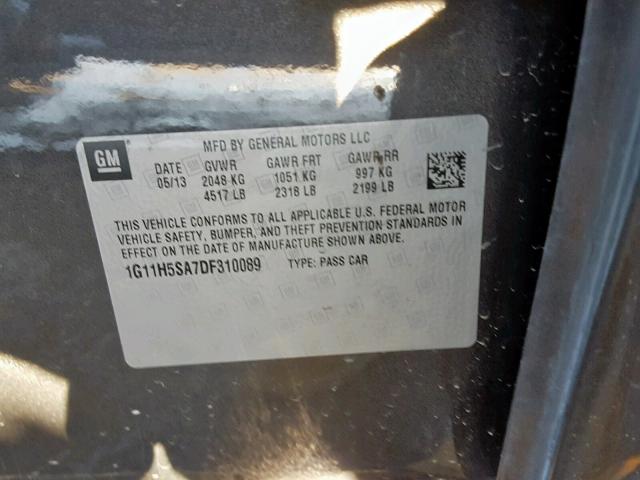 GM
MFD BY GENERAL MOTORS LLC
DATE GVWR GAWR FRT GAWR RR
05/13 2048 KG 1051 KG 997 KG
4517 LB 2318 LB 2199 LB
THIS VEHICLE CONFORMS TO ALL APPLICABLE U.S. FEDERAL MOTOR
VEHICLE SAFETY, BUMPER, AND THEFT PREVENTION STANDARDS IN
EFFECT ON THE DATE OF MANUFACTURE SHOWN ABOVE.
1G11H5SA7DF310089 TYPE: PASS CAR